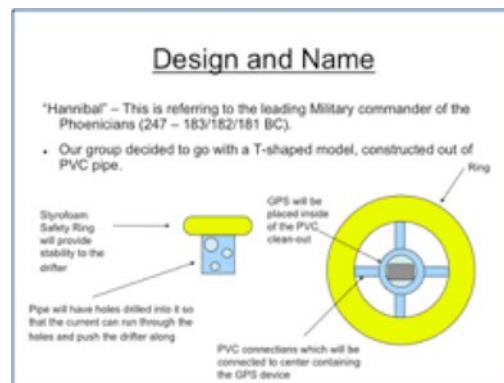 Design and Name
“Hannibal” – This is referring to the leading Military commander of the
Phoenicians (247 – 183/182/181 BC).
• Our group decided to go with a T-shaped model, constructed out of
PVC pipe.
Ring
GPS will be
placed inside
of the PVC
clean-out
Styrofoam
Safety Ring
will provide
stability to the
drifter
Pipe will have holes drilled into it so
that the current can run through the
holes and push the drifter along
PVC connections which will be
connected to center containing
the GPS device